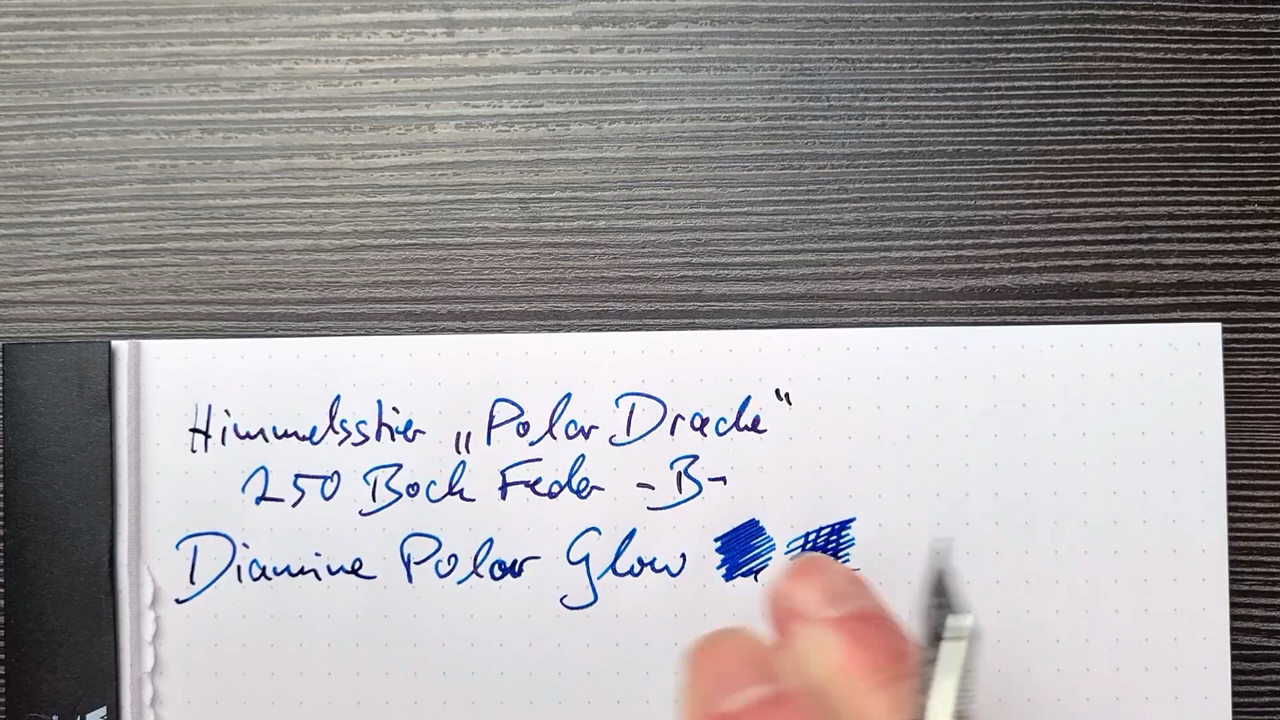 Himmelsstier „Polar Drache“
250 Bock Feder -B-
Diamine Polar Glow